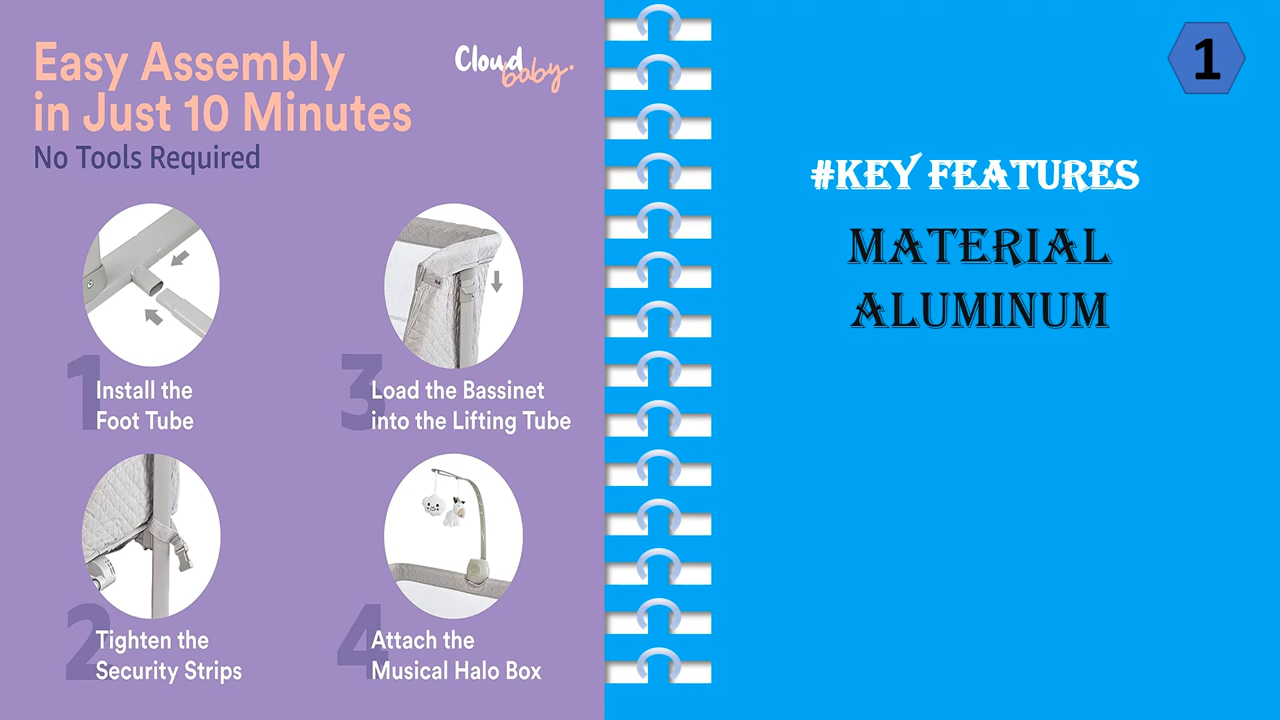 Easy Assembly
in Just 10 Minutes
No Tools Required
Cloud
baby.
1
Install the
Foot Tube
2
Tighten the
Security Strips
3
Load the Bassinet
into the Lifting Tube
4
Attach the
Musical Halo Box
1
#KEY FEATURES
MATERIAL
ALUMINUM